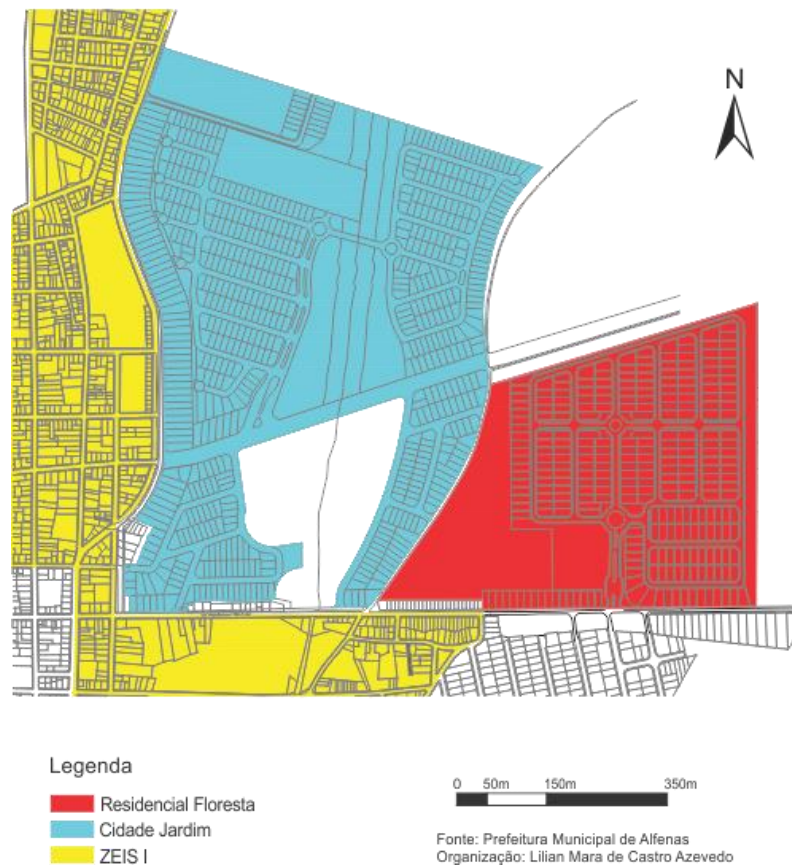 N
Legenda
Residencial Floresta
Cidade Jardim
ZEIS I
0 50m 150m 350m
Fonte: Prefeitura Municipal de Alfenas
Organização: Lilian Mara de Castro Azevedo